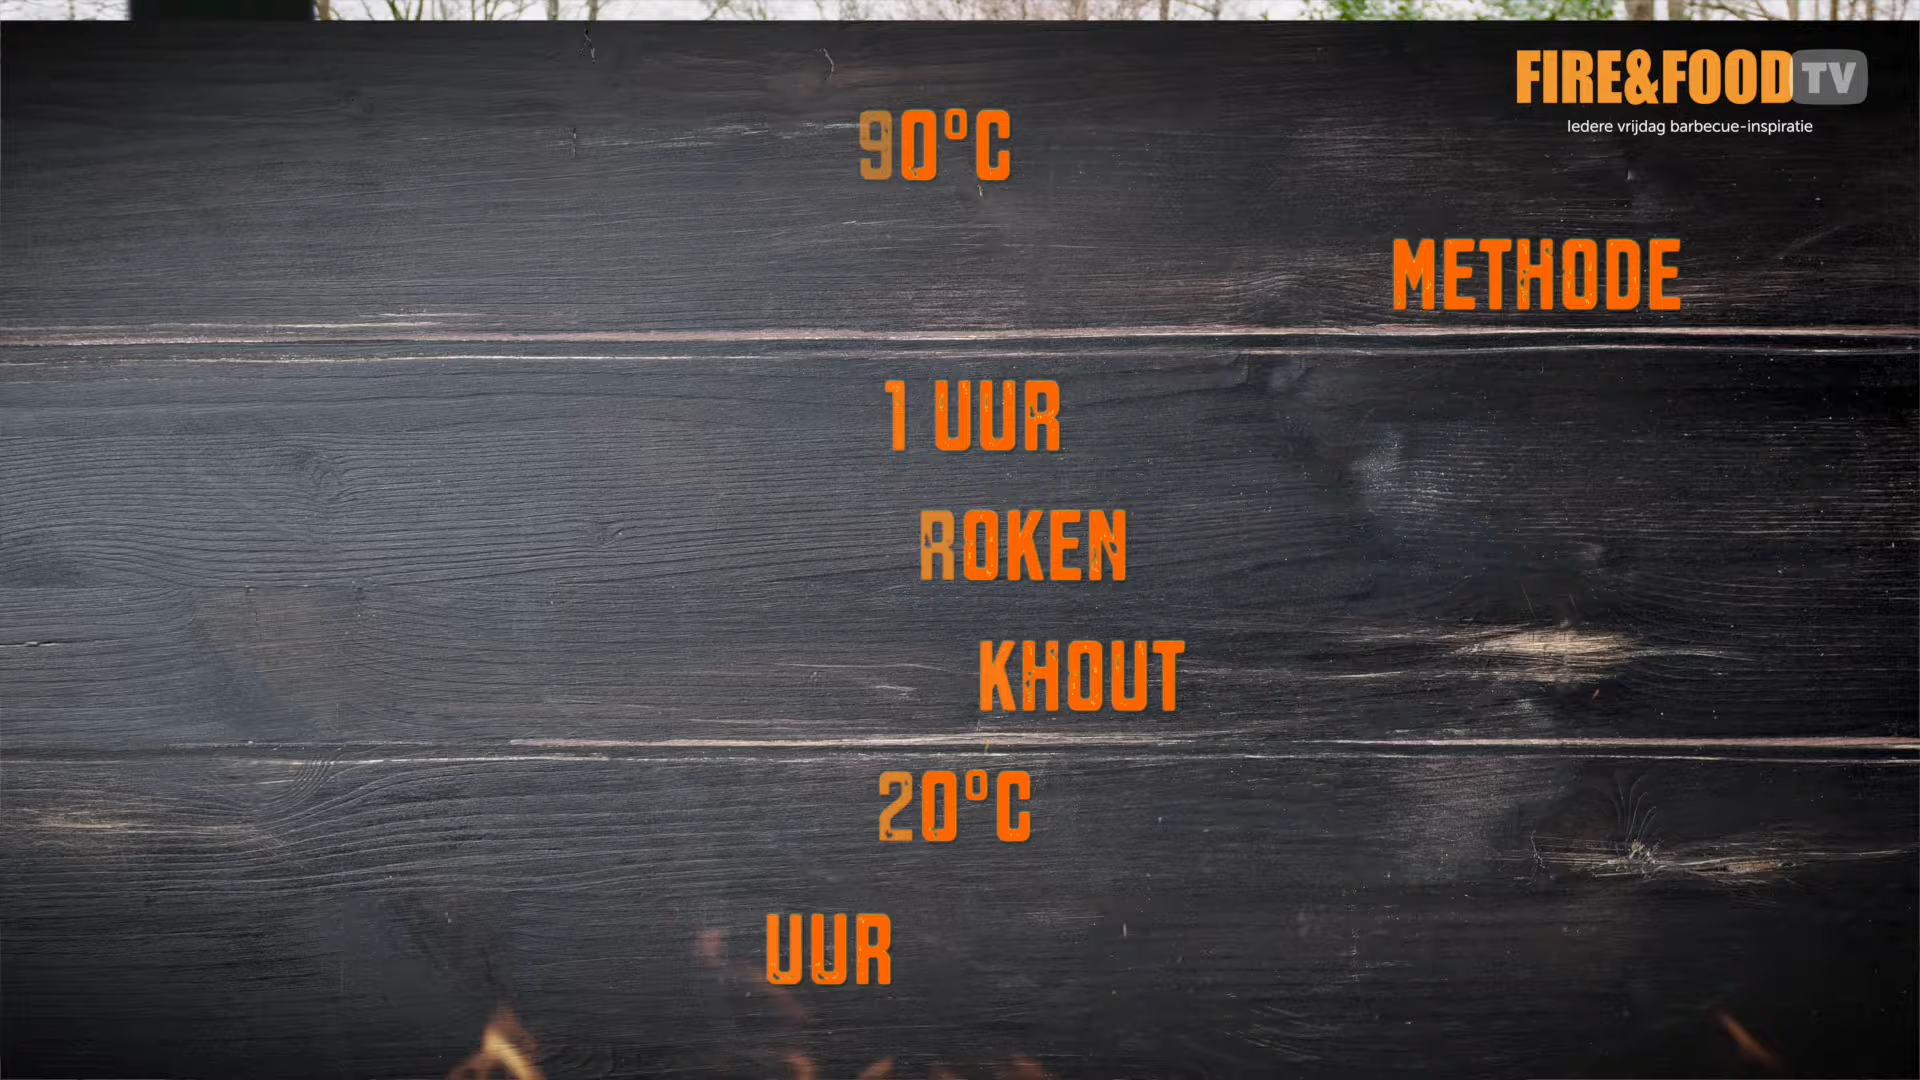 FIRE&FOOD TV
Iedere vrijdag barbecue-inspiratie
90°C
METHODE
1 UUR
ROKEN
KHOUT
20°C
UUR